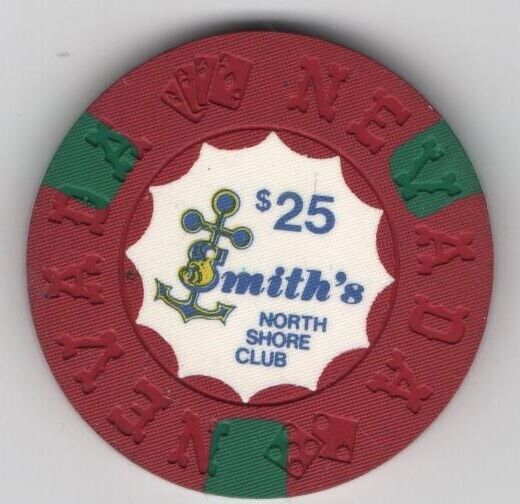 NEVADA
NEVADA
$25
Smith's
NORTH
SHORE
CLUB